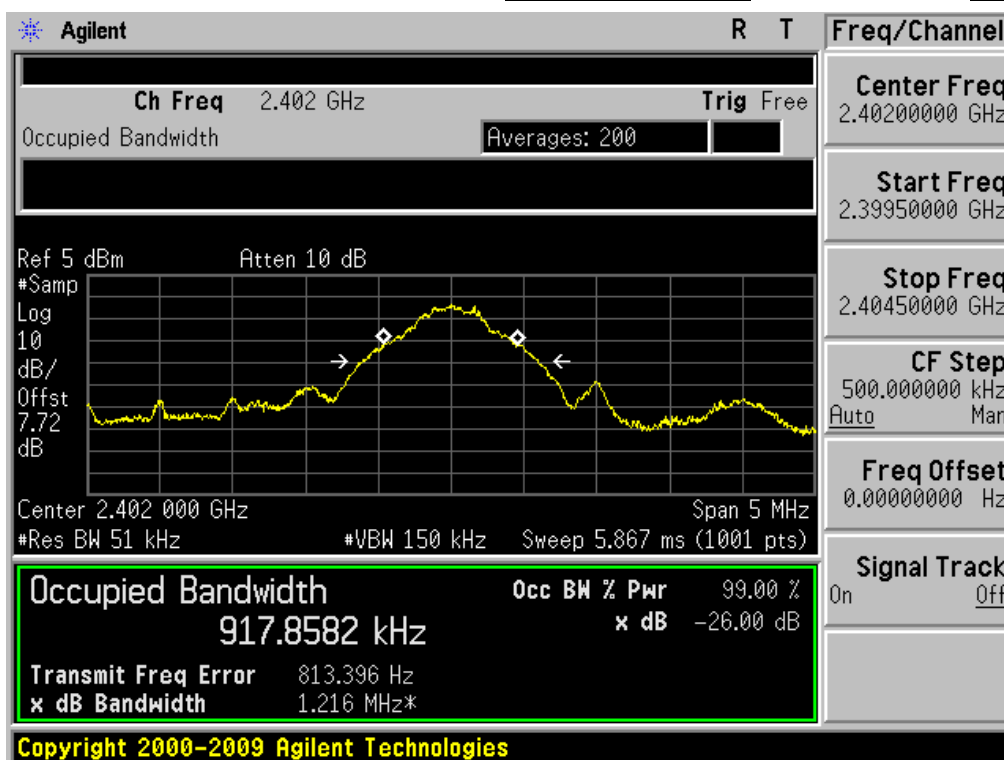 Agilent R T Freq/Channel
Ch Freq 2.402 GHz Trig Free
Occupied Bandwidth Averages: 200
Center Freq
2.40200000 GHz
Start Freq
2.39950000 GHz
Stop Freq
2.40450000 GHz
CF Step
500.000000 kHz
Auto Man
Freq Offset
0.00000000 Hz
Signal Track
On Off
Ref 5 dBm Atten 10 dB
#Samp
Log
10
dB/
Offst
7.72
dB
Center 2.402 000 GHz Span 5 MHz
#Res BW 51 kHz #VBW 150 kHz Sweep 5.867 ms (1001 pts)
Occupied Bandwidth Occ BW % Pwr 99.00 %
917.8582 kHz x dB -26.00 dB
Transmit Freq Error 813.396 Hz
x dB Bandwidth 1.216 MHz*
Copyright 2000-2009 Agilent Technologies